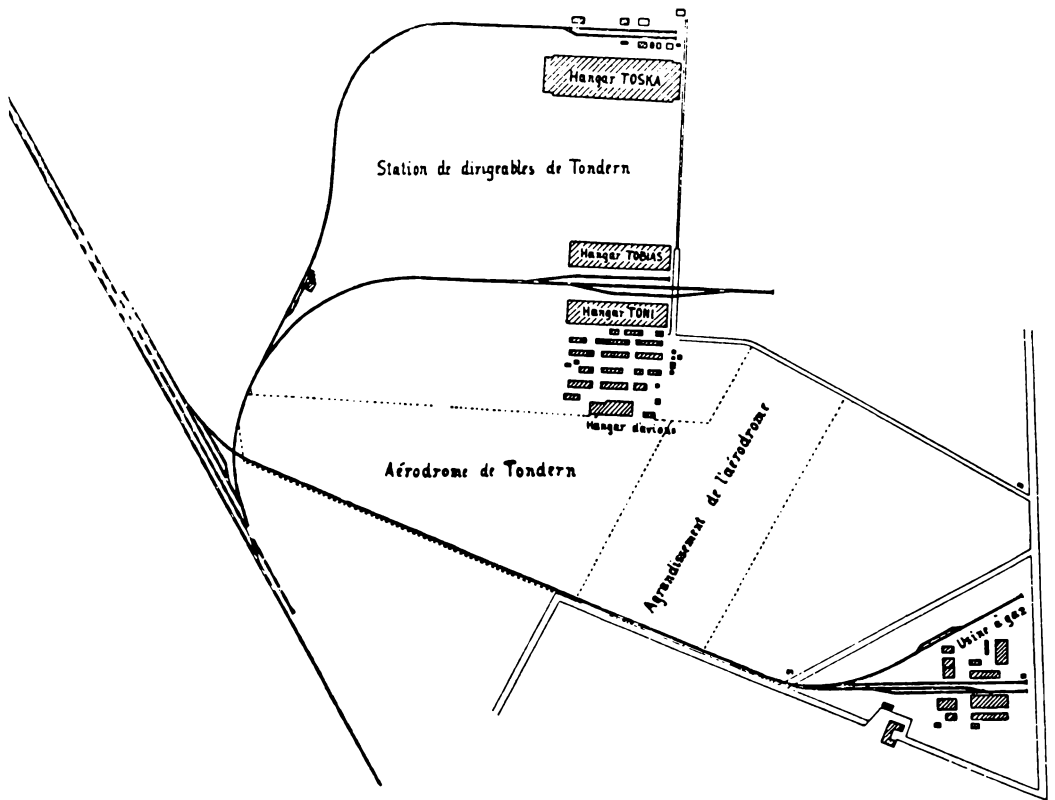 Hangar TOSKA
Station de dirigeables de Tondern
Hangar TOBIAS
Hangar TONI
Hangar d'avions
Aérodrome de Tondern
Agrandissement de l'aérodrome
Usine à gaz